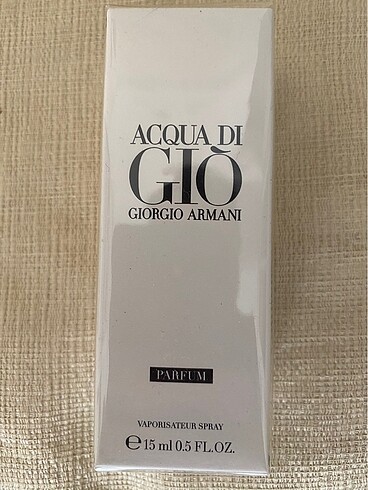 ACQUA DI
GIÒ
GIORGIO ARMANI
PARFUM
VAPORISATEUR SPRAY
℮ 15 ml 0.5 FL.OZ.